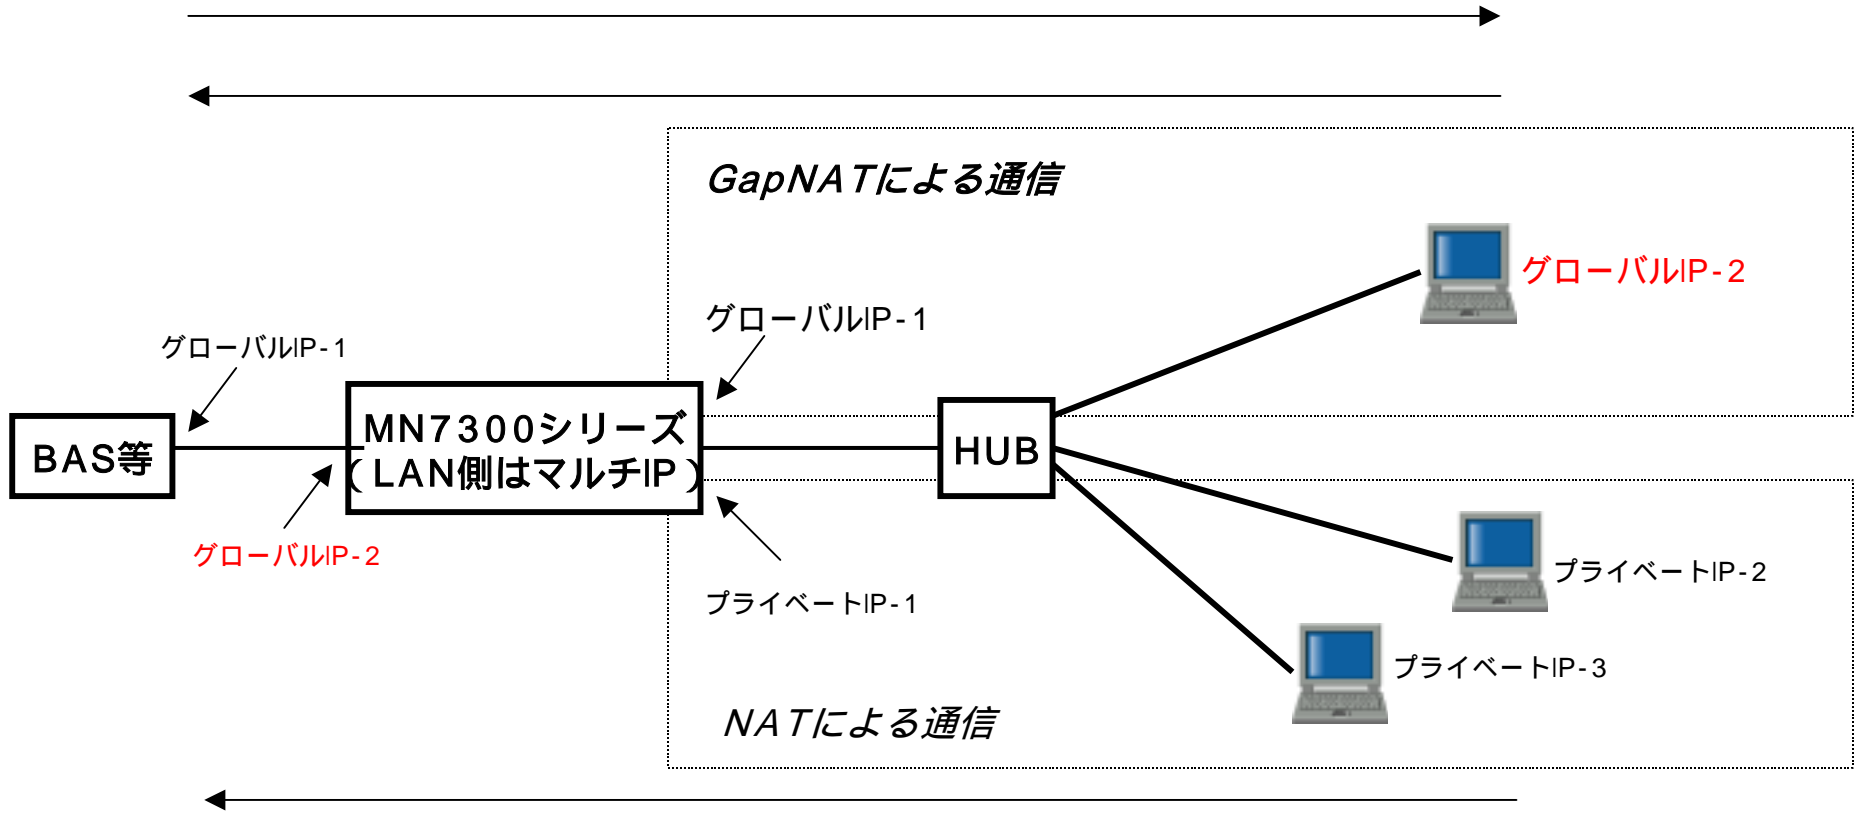 GapNATによる通信
グローバルIP-2
グローバルIP-1
グローバルIP-1
MN7300シリーズ
(LAN側はマルチIP)
BAS等
HUB
グローバルIP-2
プライベートIP-1
プライベートIP-2
プライベートIP-3
NATによる通信